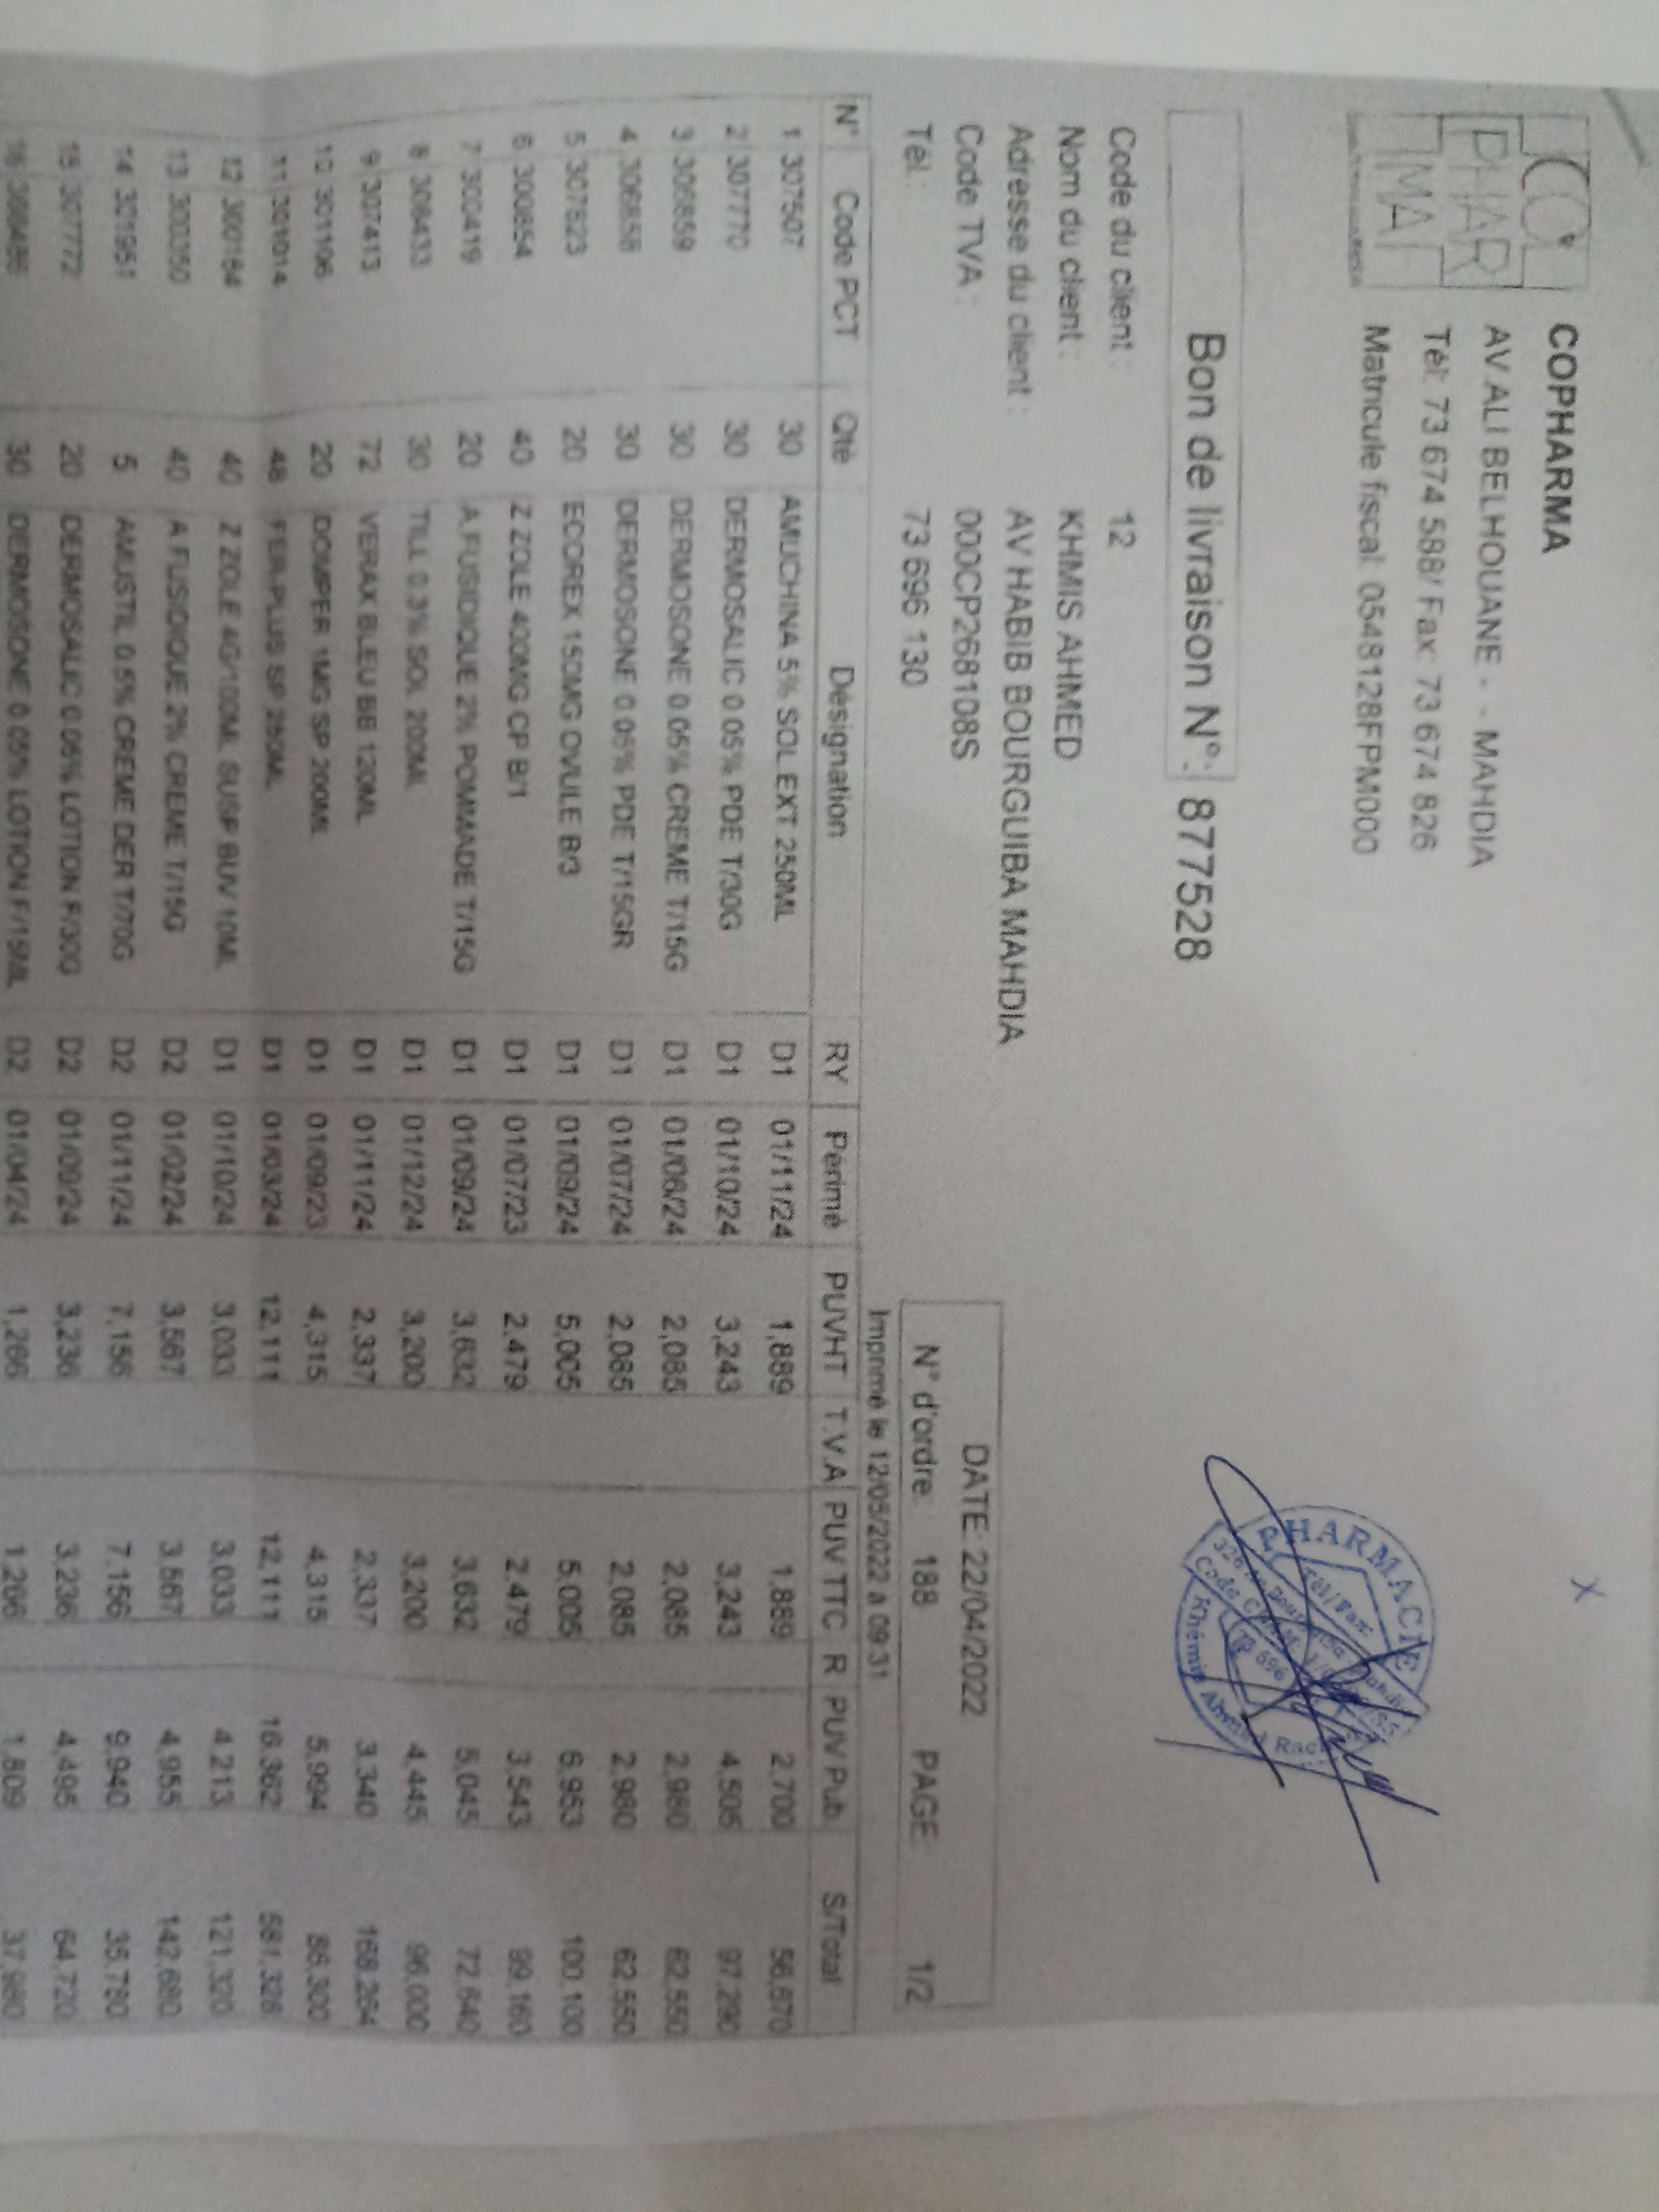 CO
PHAR
MA
COPHARMA
AV ALI BELHOUANE - - MAHDIA
Tél: 73 674 588/ Fax: 73 674 826
Matricule fiscal: 0548128FPM000
X
PHARMACIE
Tél/Fax:
Bon de livraison N°: 877528
Code du client : 12
Nom du client : KHMIS AHMED
Adresse du client : AV HABIB BOURGUIBA MAHDIA
Code TVA : 000CP268108S
Tél : 73 696 130
DATE: 22/04/2022
N° d'ordre: 188 PAGE: 1/2
Imprimé le 12/05/2022 à 09:31
N° Code PCT Qté Désignation RY Périmé PUVHT T.V.A PUV TTC R PUV Pub. S/Total
1 307507 30 AMUCHINA 5% SOL EXT 250ML D1 01/11/24 1,889 1,889 2,700 56,670
2 307770 30 DERMOSALIC 0.05% PDE T/30G D1 01/10/24 3,243 3,243 4,505 97,290
3 306859 30 DERMOSONE 0.05% CREME T/15G D1 01/06/24 2,085 2,085 2,980 62,550
4 306858 30 DERMOSONE 0.05% PDE T/15GR D1 01/07/24 2,085 2,085 2,980 62,550
5 307623 20 ECOREX 150MG OVULE B/3 D1 01/09/24 5,005 5,005 6,953 100,100
6 300854 40 Z ZOLE 400MG CP B/1 D1 01/07/23 2,479 2,479 3,543 99,160
7 300419 20 A.FUSIDIQUE 2% POMMADE T/15G D1 01/09/24 3,632 3,632 5,045 72,640
8 308433 30 TILL 0.3% SOL 200ML D1 01/12/24 3,200 3,200 4,445 96,000
9 307413 72 VERAX BLEU BB 120ML D1 01/11/24 2,337 2,337 3,340 168,264
10 301106 20 DOMPER 1MG SP 200ML D1 01/09/23 4,315 4,315 5,994 86,300
11 301014 48 FER-PLUS SP 250ML D1 01/03/24 12,111 12,111 16,362 581,328
12 300164 40 Z ZOLE 4G/100ML SUSP BUV 10ML D1 01/10/24 3,033 3,033 4,213 121,320
13 300350 40 A FUSIDIQUE 2% CREME T/15G D2 01/02/24 3,567 3,567 4,955 142,680
14 301951 5 AMUSTIL 0.5% CREME DER T/70G D2 01/11/24 7,156 7,156 9,940 35,780
15 307772 20 DERMOSALIC 0.05% LOTION F/30G D2 01/09/24 3,236 3,236 4,495 64,720
16 30 DERMOSONE 0.05% LOTION F/15ML D2 01/04/24 1,266 1,266 1,809 37,980